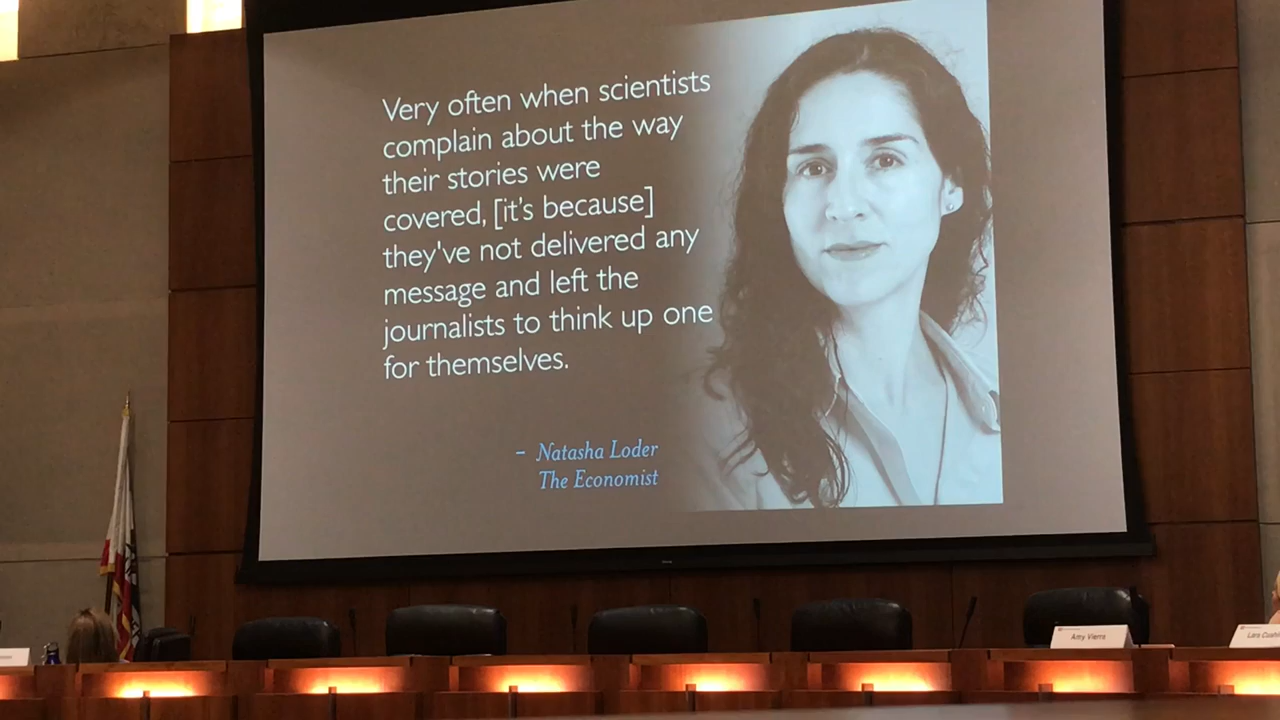 Very often when scientists
complain about the way
their stories were
covered, [it's because]
they've not delivered any
message and left the
journalists to think up one
for themselves.
– Natasha Loder
The Economist
Amy Vierra
Lara